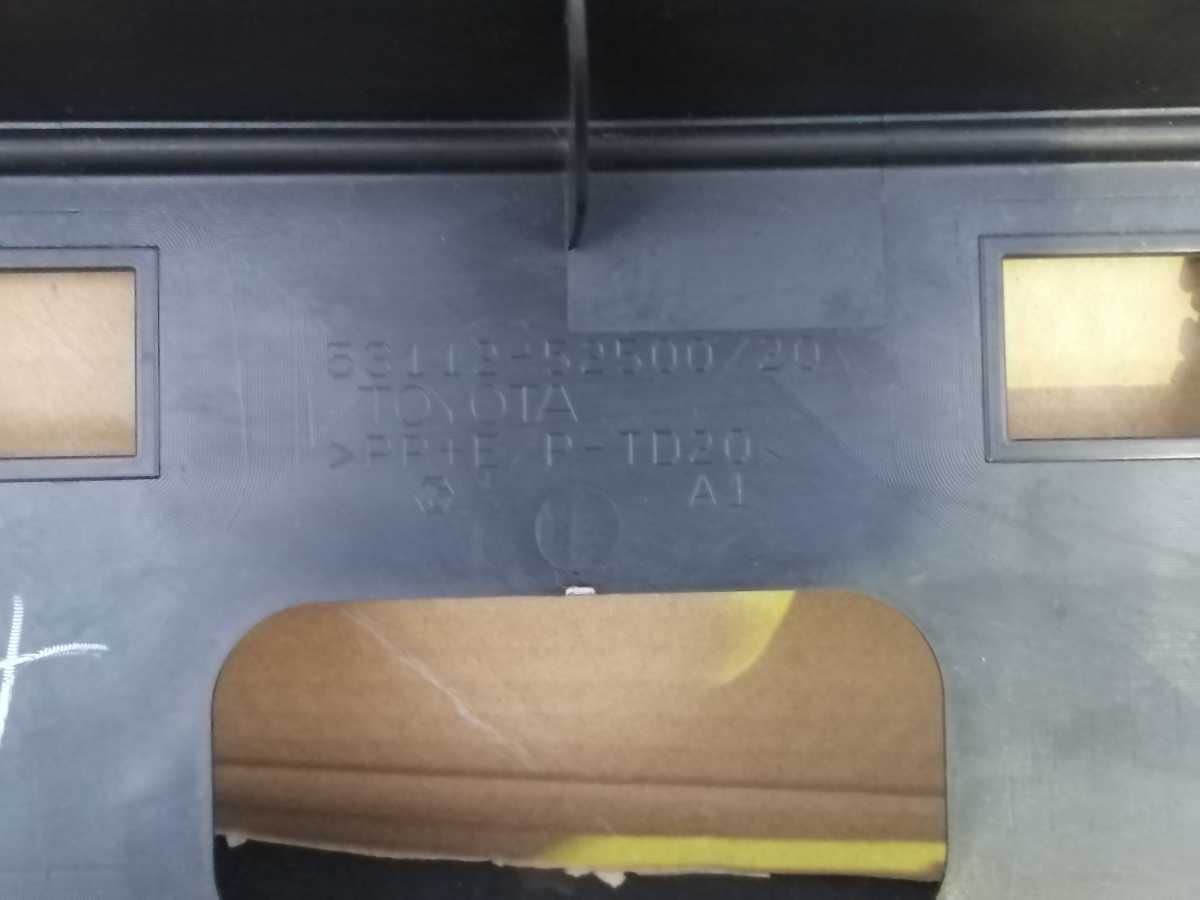 53112-52500/20
TOYOTA
>PP+E/P-TD20<
A1